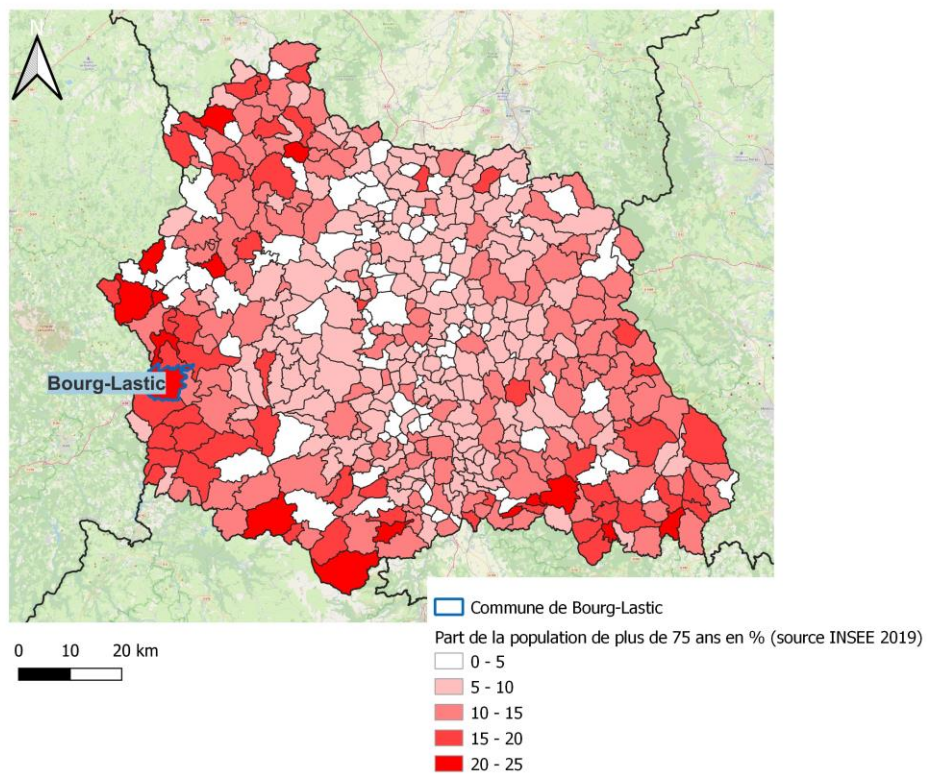 N
Bourg-Lastic
Commune de Bourg-Lastic
0 10 20 km
Part de la population de plus de 75 ans en % (source INSEE 2019)
0 - 5
5 - 10
10 - 15
15 - 20
20 - 25